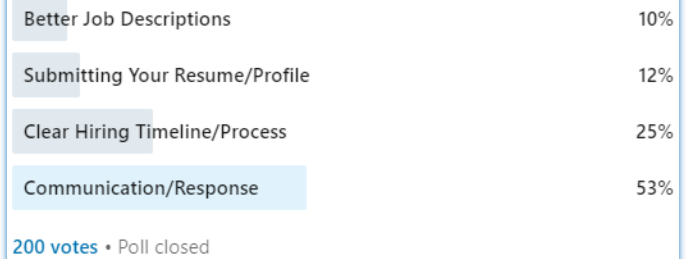 Better Job Descriptions 10%
Submitting Your Resume/Profile 12%
Clear Hiring Timeline/Process 25%
Communication/Response 53%
200 votes • Poll closed